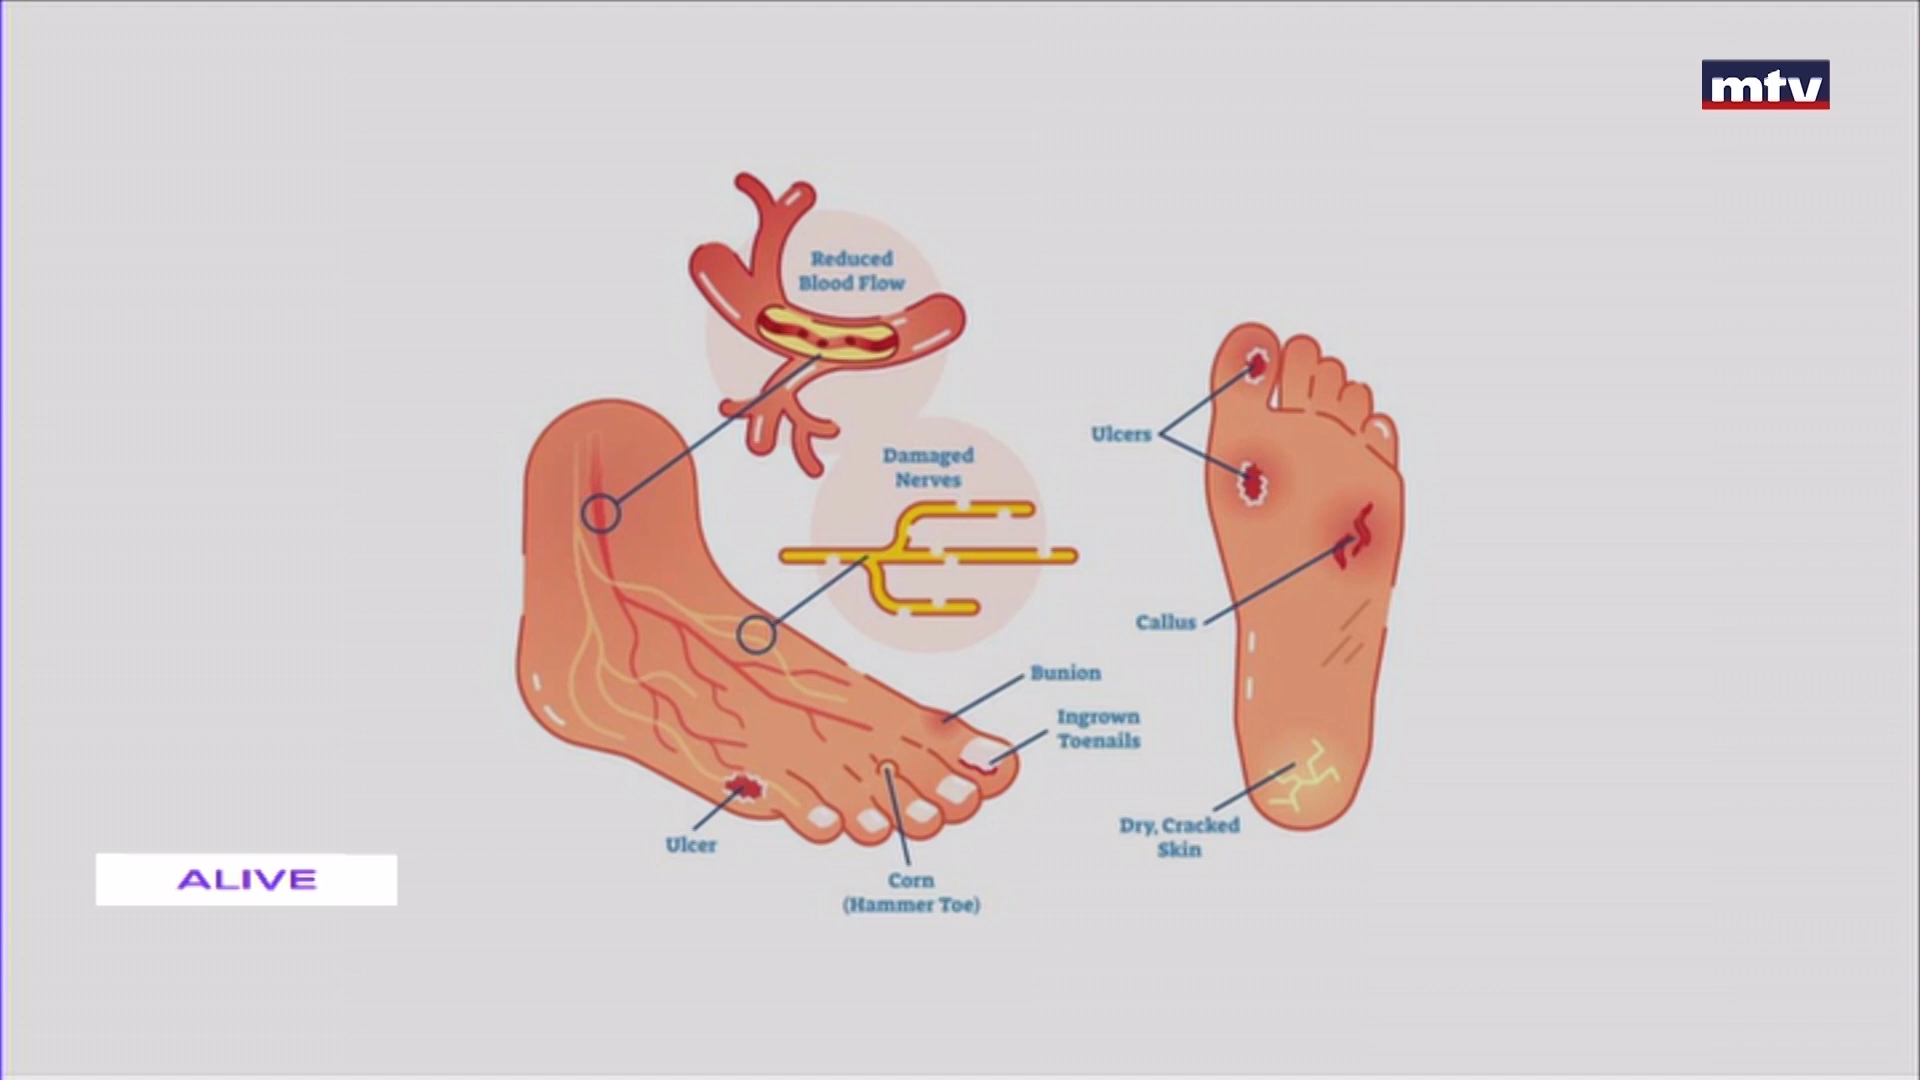 mtv
Reduced
Blood Flow
Damaged
Nerves
Ulcers
Callus
Bunion
Ingrown
Toenails
Dry, Cracked
Skin
Ulcer
Corn
(Hammer Toe)
ALIVE